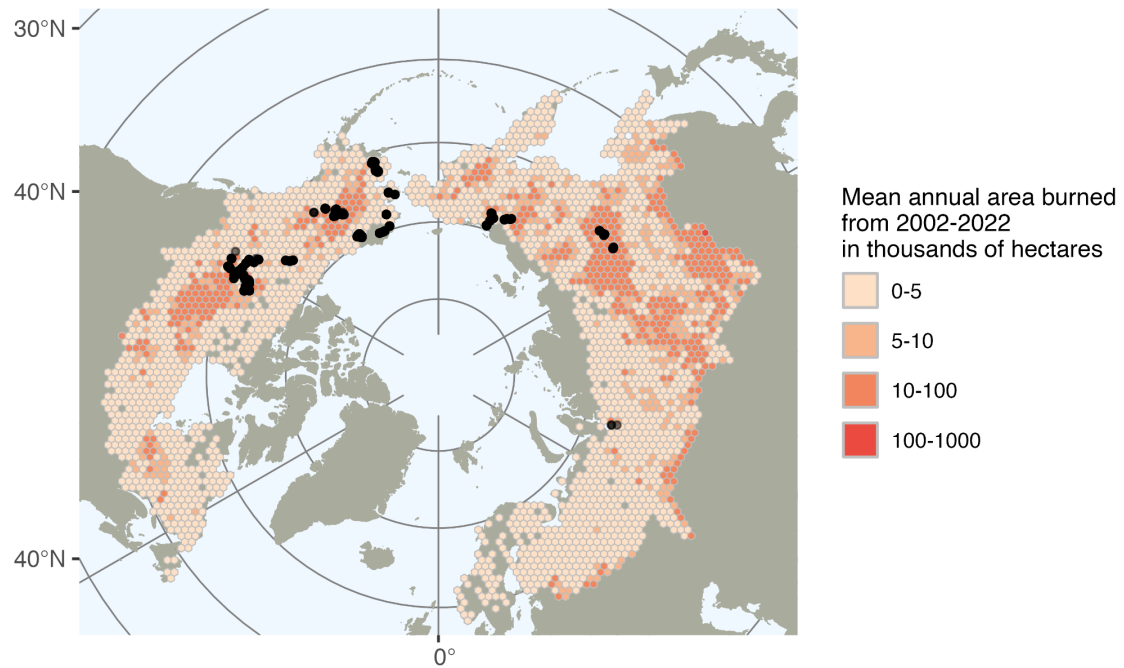 30°N
40°N
40°N
0°
Mean annual area burned
from 2002-2022
in thousands of hectares
0-5
5-10
10-100
100-1000